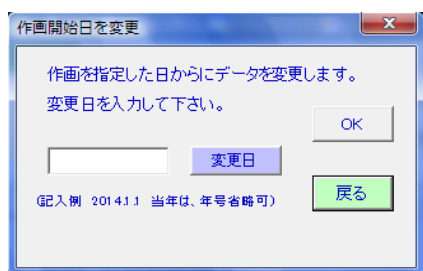 作画開始日を変更
作画を指定した日からにデータを変更します。
変更日を入力して下さい。
OK
変更日
(記入例 2014.1.1 当年は、年号省略可)
戻る